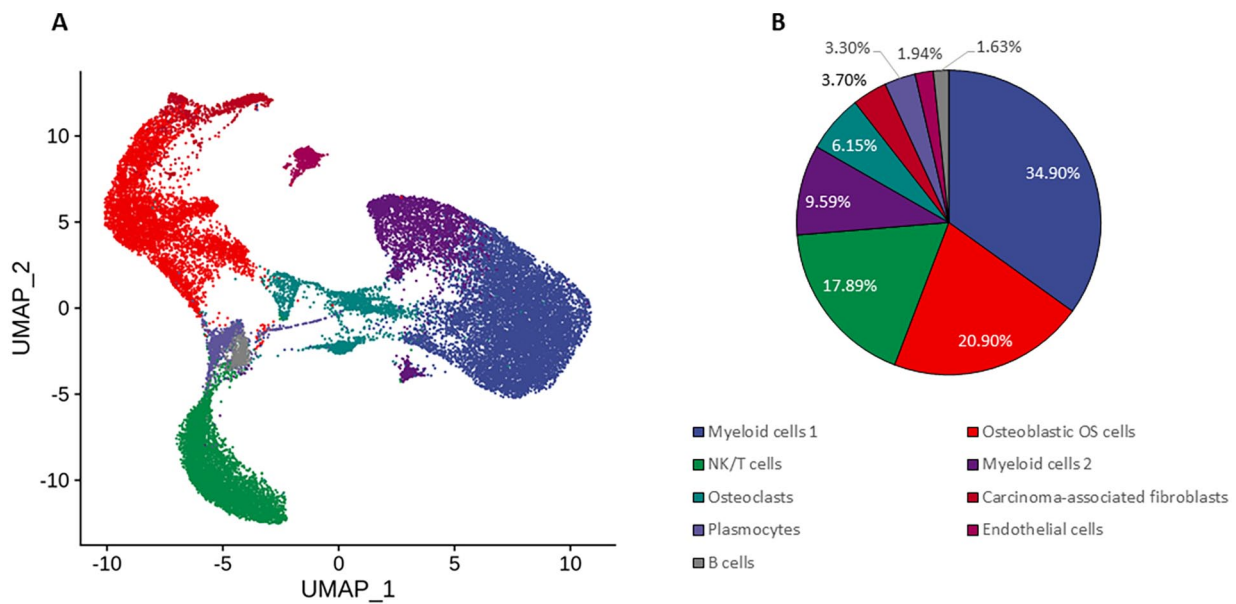 A
UMAP_2
10
5
0
-5
-10
-10
-5
0
5
10
UMAP_1
B
3.30%
1.94%
1.63%
3.70%
6.15%
34.90%
9.59%
17.89%
20.90%
Myeloid cells 1
Osteoblastic OS cells
NK/T cells
Myeloid cells 2
Osteoclasts
Carcinoma-associated fibroblasts
Plasmocytes
Endothelial cells
B cells